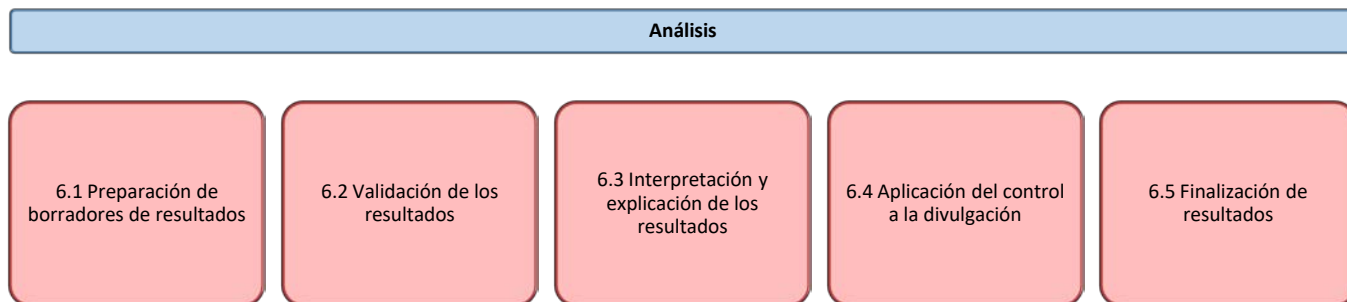 Análisis
6.1 Preparación de
borradores de resultados
6.2 Validación de los
resultados
6.3 Interpretación y
explicación de los
resultados
6.4 Aplicación del control
a la divulgación
6.5 Finalización de
resultados